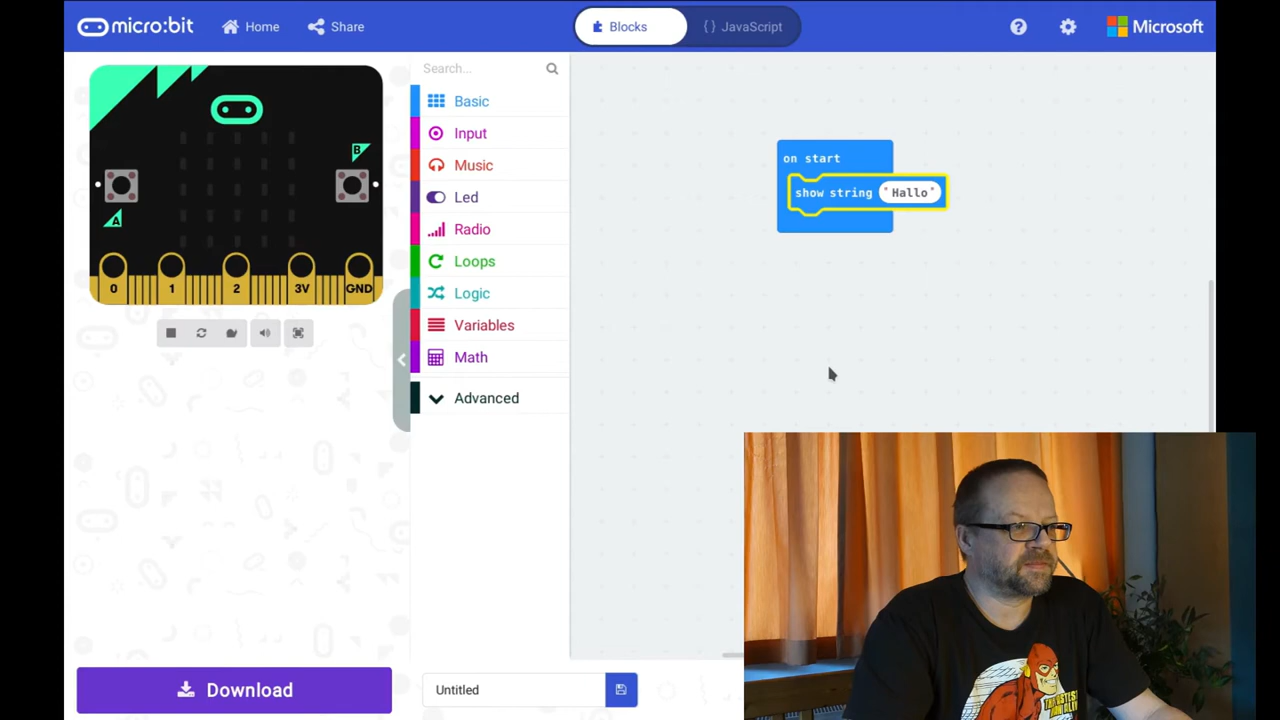 micro:bit
Home
Share
Blocks
{ } JavaScript
?
Microsoft
Search...
Basic
Input
Music
Led
Radio
Loops
Logic
Variables
Math
Advanced
B
A
0 1 2 3V GND
on start
show string "Hallo"
Download
Untitled